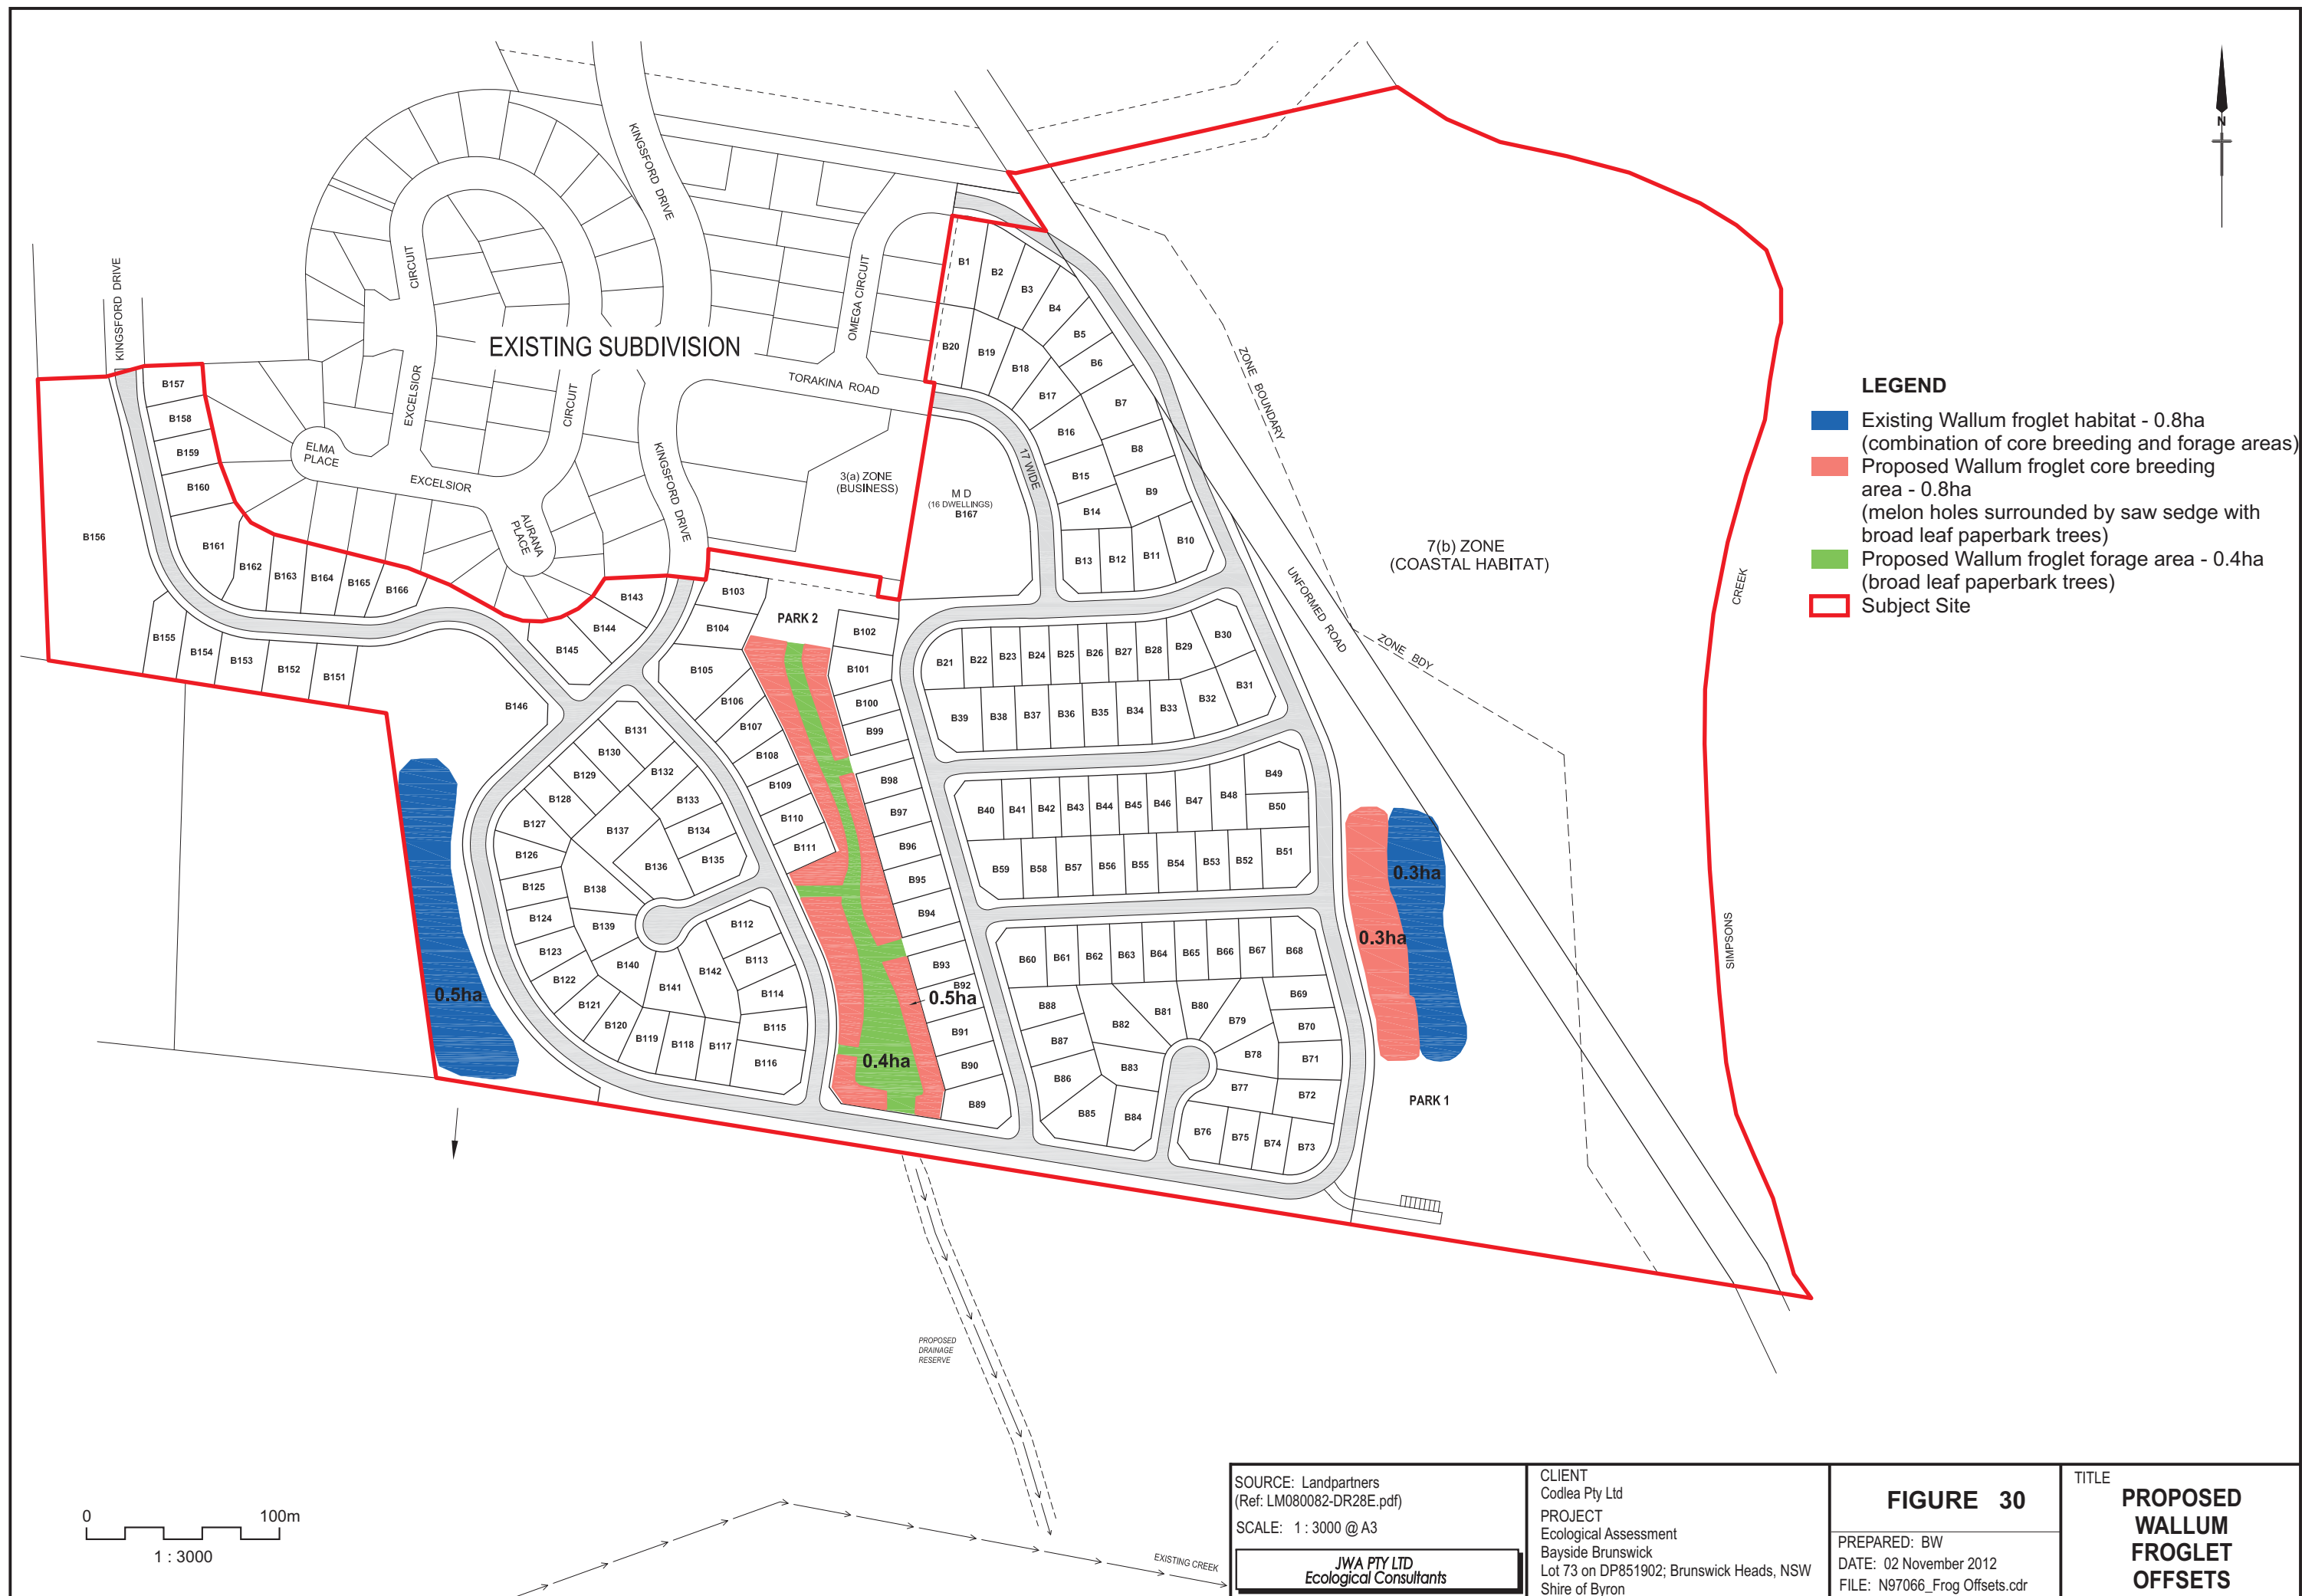 KINGSFORD DRIVE
KINGSFORD DRIVE
CIRCUIT
OMEGA CIRCUIT
EXISTING SUBDIVISION
TORAKINA ROAD
EXCELSIOR
CIRCUIT
ELMA
PLACE
EXCELSIOR
AURANA
PLACE
KINGSFORD DRIVE
3(a) ZONE
(BUSINESS)
M D
(16 DWELLINGS)
B167
17 WIDE
ZONE BOUNDARY
UNFORMED ROAD
ZONE BDY
7(b) ZONE
(COASTAL HABITAT)
CREEK
SIMPSONS
N
LEGEND
Existing Wallum froglet habitat - 0.8ha
(combination of core breeding and forage areas)
Proposed Wallum froglet core breeding
area - 0.8ha
(melon holes surrounded by saw sedge with
broad leaf paperbark trees)
Proposed Wallum froglet forage area - 0.4ha
(broad leaf paperbark trees)
Subject Site
B1
B2
B3
B4
B5
B6
B7
B8
B9
B10
B11
B12
B13
B14
B15
B16
B17
B18
B19
B20
B21
B22
B23
B24
B25
B26
B27
B28
B29
B30
B31
B32
B33
B34
B35
B36
B37
B38
B39
B40
B41
B42
B43
B44
B45
B46
B47
B48
B49
B50
B51
B52
B53
B54
B55
B56
B57
B58
B59
B60
B61
B62
B63
B64
B65
B66
B67
B68
B69
B70
B71
B72
B73
B74
B75
B76
B77
B78
B79
B80
B81
B82
B83
B84
B85
B86
B87
B88
B89
B90
B91
B92
B93
B94
B95
B96
B97
B98
B99
B100
B101
B102
B103
B104
B105
B106
B107
B108
B109
B110
B111
B112
B113
B114
B115
B116
B117
B118
B119
B120
B121
B122
B123
B124
B125
B126
B127
B128
B129
B130
B131
B132
B133
B134
B135
B136
B137
B138
B139
B140
B141
B142
B143
B144
B145
B146
B151
B152
B153
B154
B155
B156
B157
B158
B159
B160
B161
B162
B163
B164
B165
B166
PARK 2
0.5ha
0.5ha
0.4ha
0.3ha
0.3ha
PARK 1
PROPOSED
DRAINAGE
RESERVE
EXISTING CREEK
0 100m
1 : 3000
SOURCE: Landpartners
(Ref: LM080082-DR28E.pdf)
SCALE: 1 : 3000 @ A3
JWA PTY LTD
Ecological Consultants
CLIENT
Codlea Pty Ltd
PROJECT
Ecological Assessment
Bayside Brunswick
Lot 73 on DP851902; Brunswick Heads, NSW
Shire of Byron
FIGURE 30
PREPARED: BW
DATE: 02 November 2012
FILE: N97066_Frog Offsets.cdr
TITLE
PROPOSED
WALLUM
FROGLET
OFFSETS